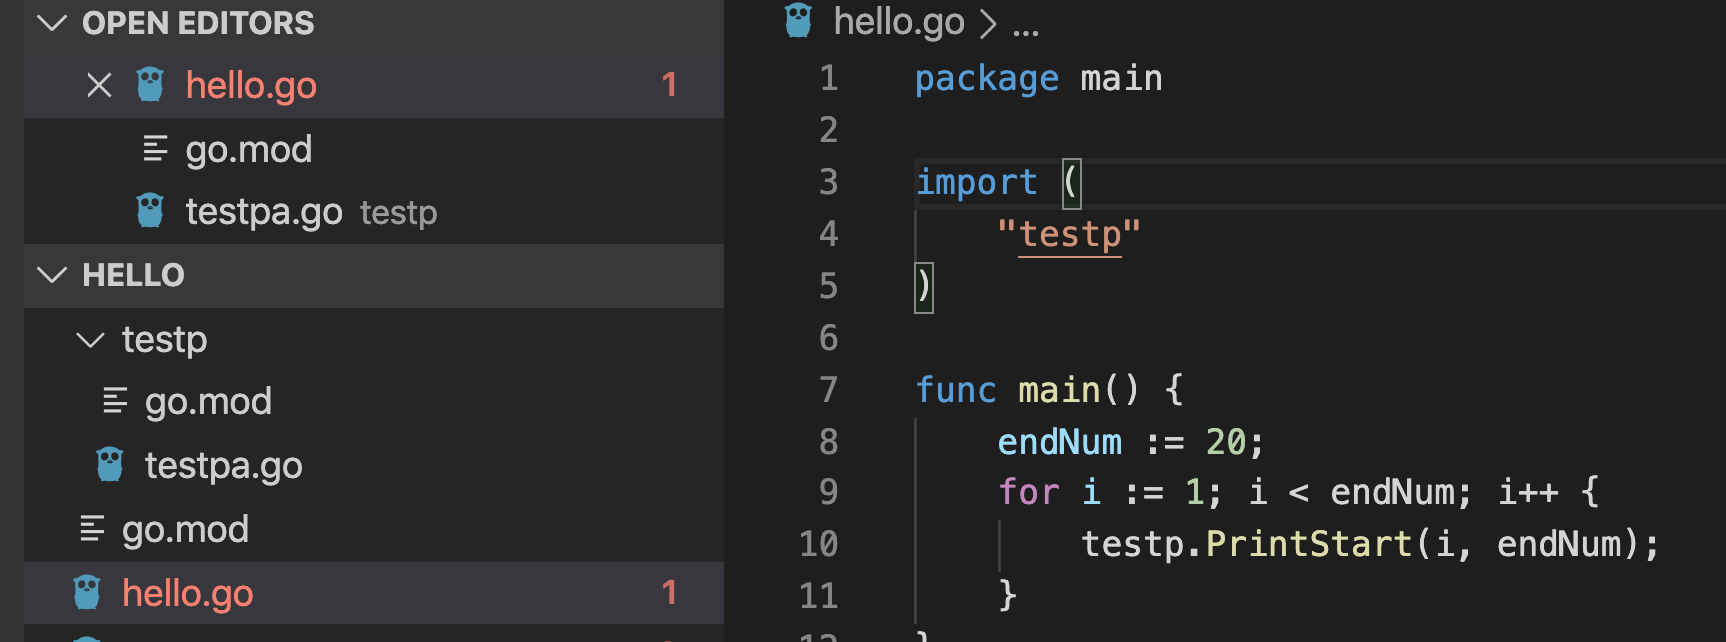 OPEN EDITORS
hello.go 1
go.mod
testpa.go testp
HELLO
testp
go.mod
testpa.go
go.mod
hello.go 1
hello.go > ...
1 package main
2
3 import (
4 "testp"
5 )
6
7 func main() {
8 endNum := 20;
9 for i := 1; i < endNum; i++ {
10 testp.PrintStart(i, endNum);
11 }
12 }